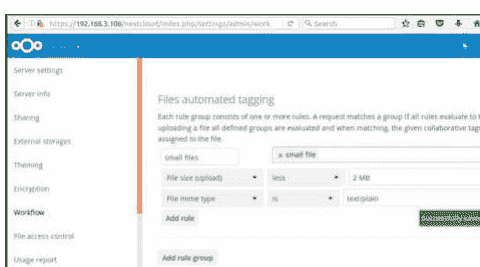 https://192.168.3.106/nextcloud/index.php/settings/admin/work
Search
Server settings
Server info
Sharing
External storages
Theming
Encryption
Workflow
File access control
Usage report
Files automated tagging
Each rule group consists of one or more rules. A request matches a group if all rules evaluate to t
uploading a file all defined groups are evaluated and when matching, the given collaborative tags
assigned to the file.
small files
x small file
File size (upload) less 2 MB
File mime type is text/plain
Add rule
Successfully saved
Add rule group